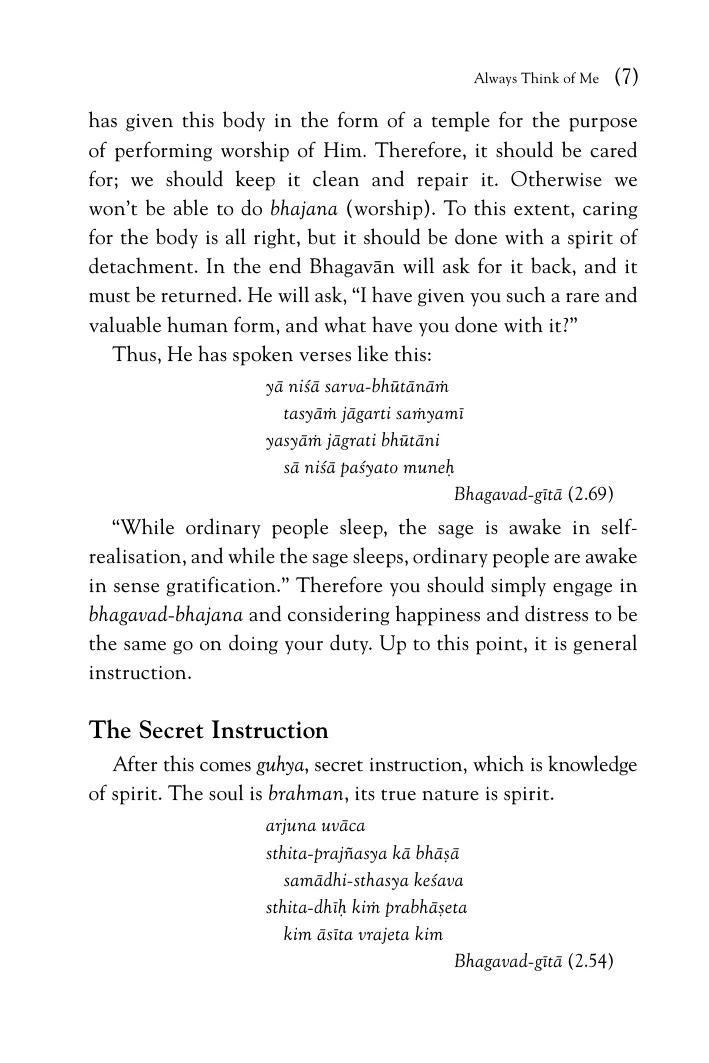 Always Think of Me (7)
has given this body in the form of a temple for the purpose
of performing worship of Him. Therefore, it should be cared
for; we should keep it clean and repair it. Otherwise we
won’t be able to do bhajana (worship). To this extent, caring
for the body is all right, but it should be done with a spirit of
detachment. In the end Bhagavān will ask for it back, and it
must be returned. He will ask, “I have given you such a rare and
valuable human form, and what have you done with it?”
Thus, He has spoken verses like this:
yā niśā sarva-bhūtānāṁ
tasyāṁ jāgarti saṁyamī
yasyāṁ jāgrati bhūtāni
sā niśā paśyato muneḥ
Bhagavad-gītā (2.69)
“While ordinary people sleep, the sage is awake in self-
realisation, and while the sage sleeps, ordinary people are awake
in sense gratification.” Therefore you should simply engage in
bhagavad-bhajana and considering happiness and distress to be
the same go on doing your duty. Up to this point, it is general
instruction.
The Secret Instruction
After this comes guhya, secret instruction, which is knowledge
of spirit. The soul is brahman, its true nature is spirit.
arjuna uvāca
sthita-prajñasya kā bhāṣā
samādhi-sthasya keśava
sthita-dhīḥ kiṁ prabhāṣeta
kim āsīta vrajeta kim
Bhagavad-gītā (2.54)